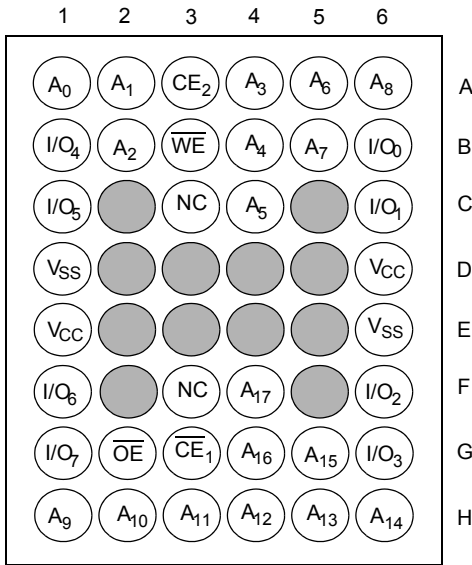 1 2 3 4 5 6
A₀ A₁ CE₂ A₃ A₆ A₈ A
I/O₄ A₂ W̅E̅ A₄ A₇ I/O₀ B
I/O₅ NC A₅ I/O₁ C
V_SS V_CC D
V_CC V_SS E
I/O₆ NC A₁₇ I/O₂ F
I/O₇ O̅E̅ C̅E̅₁ A₁₆ A₁₅ I/O₃ G
A₉ A₁₀ A₁₁ A₁₂ A₁₃ A₁₄ H